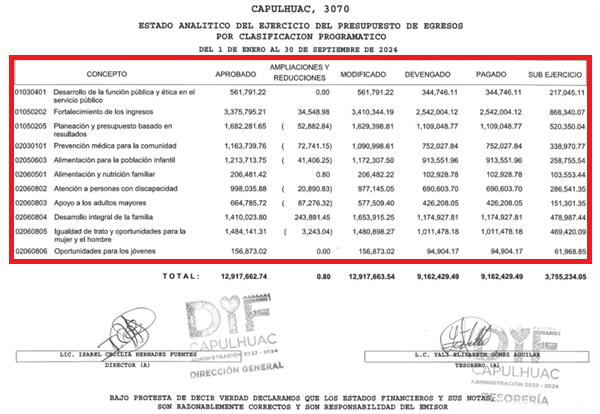 CAPULHUAC, 3070
ESTADO ANALITICO DEL EJERCICIO DEL PRESUPUESTO DE EGRESOS
POR CLASIFICACION PROGRAMATICO
DEL 1 DE ENERO AL 30 DE SEPTIEMBRE DE 2024
CONCEPTO APROBADO AMPLIACIONES Y REDUCCIONES MODIFICADO DEVENGADO PAGADO SUB EJERCICIO
01030401 Desarrollo de la función pública y ética en el servicio público 561,791.22 0.00 561,791.22 344,746.11 344,746.11 217,045.11
01050202 Fortalecimiento de los ingresos 3,375,795.21 34,548.98 3,410,344.19 2,542,004.12 2,542,004.12 868,340.07
01050205 Planeación y presupuesto basado en resultados 1,682,281.65 ( 52,882.84) 1,629,398.81 1,109,048.77 1,109,048.77 520,350.04
02030101 Prevención médica para la comunidad 1,163,739.76 ( 72,741.15) 1,090,998.61 752,027.84 752,027.84 338,970.77
02050603 Alimentación para la población infantil 1,213,713.75 ( 41,406.25) 1,172,307.50 913,551.96 913,551.96 258,755.54
02060501 Alimentación y nutrición familiar 206,481.42 0.80 206,482.22 102,928.78 102,928.78 103,553.44
02060802 Atención a personas con discapacidad 998,035.88 ( 20,890.83) 977,145.05 690,603.70 690,603.70 286,541.35
02060803 Apoyo a los adultos mayores 664,785.72 ( 87,276.32) 577,509.40 426,208.05 426,208.05 151,301.35
02060804 Desarrollo integral de la familia 1,410,023.80 243,891.45 1,653,915.25 1,174,927.81 1,174,927.81 478,987.44
02060805 Igualdad de trato y oportunidades para la mujer y el hombre 1,484,141.31 ( 3,243.04) 1,480,898.27 1,011,478.18 1,011,478.18 469,420.09
02060806 Oportunidades para los jóvenes 156,873.02 0.00 156,873.02 94,904.17 94,904.17 61,968.85
TOTAL: 12,917,662.74 0.80 12,917,663.54 9,162,429.49 9,162,429.49 3,755,234.05
DIF
CAPULHUAC
ADMINISTRACIÓN 2022 - 2024
DIRECCIÓN GENERAL
LIC. ISABEL CECILIA HERNADEZ FUENTES
DIRECTOR (A)
DIF
CAPULHUAC
ADMINISTRACIÓN 2022 - 2024
TESORERÍA
L.C. YALI ELIZABETH GÓMEZ AGUILAR
TESORERO (A)
BAJO PROTESTA DE DECIR VERDAD DECLARAMOS QUE LOS ESTADOS FINANCIEROS Y SUS NOTAS,
SON RAZONABLEMENTE CORRECTOS Y SON RESPONSABILIDAD DEL EMISOR